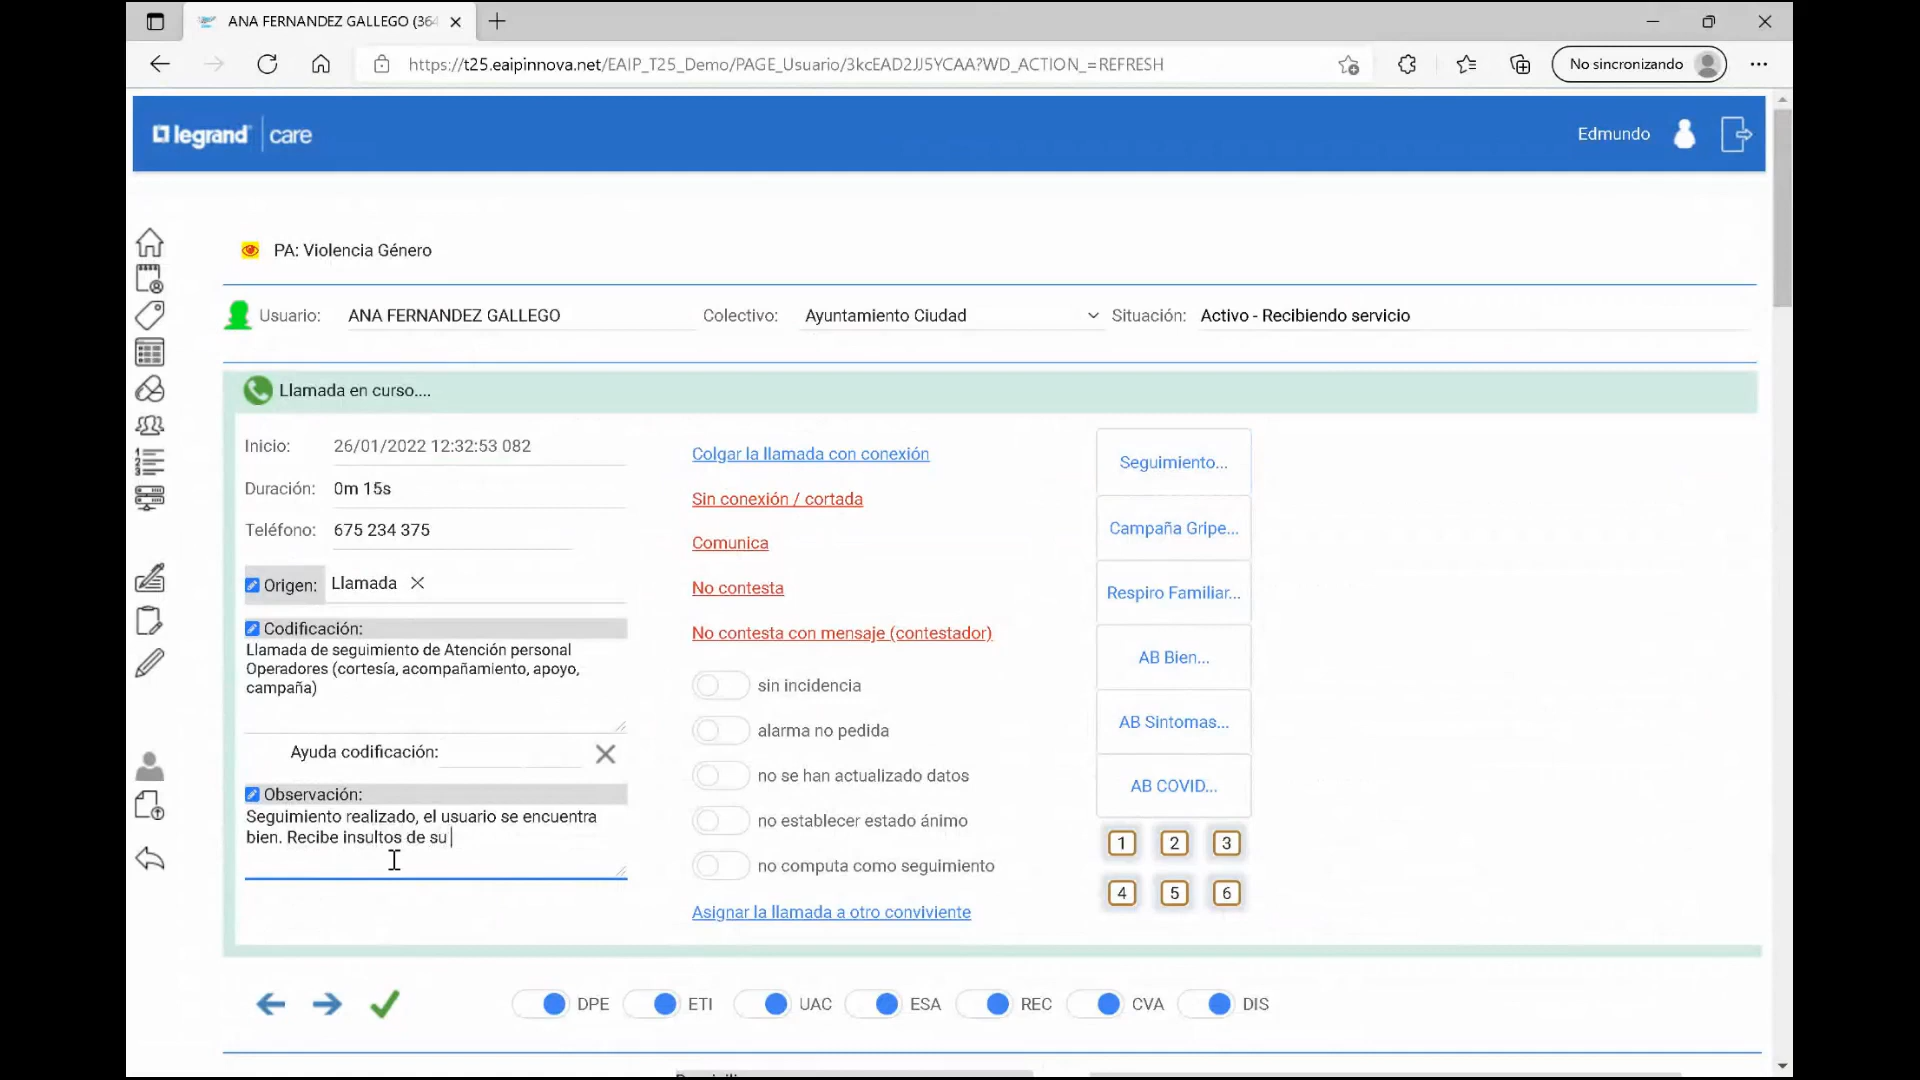 ANA FERNANDEZ GALLEGO (364
https://t25.eaipinnova.net/EAIP_T25_Demo/PAGE_Usuario/3kcEAD2JJ5YCAA?WD_ACTION_=REFRESH
No sincronizando
legrand care
Edmundo
PA: Violencia Género
Usuario: ANA FERNANDEZ GALLEGO Colectivo: Ayuntamiento Ciudad Situación: Activo - Recibiendo servicio
Llamada en curso....
Inicio: 26/01/2022 12:32:53 082
Duración: 0m 15s
Teléfono: 675 234 375
Origen: Llamada
Codificación:
Llamada de seguimiento de Atención personal
Operadores (cortesía, acompañamiento, apoyo,
campaña)
Ayuda codificación:
Observación:
Seguimiento realizado, el usuario se encuentra
bien. Recibe insultos de su
Colgar la llamada con conexión
Sin conexión / cortada
Comunica
No contesta
No contesta con mensaje (contestador)
sin incidencia
alarma no pedida
no se han actualizado datos
no establecer estado ánimo
no computa como seguimiento
Asignar la llamada a otro conviviente
Seguimiento...
Campaña Gripe...
Respiro Familiar...
AB Bien...
AB Sintomas...
AB COVID...
1 2 3
4 5 6
DPE ETI UAC ESA REC CVA DIS